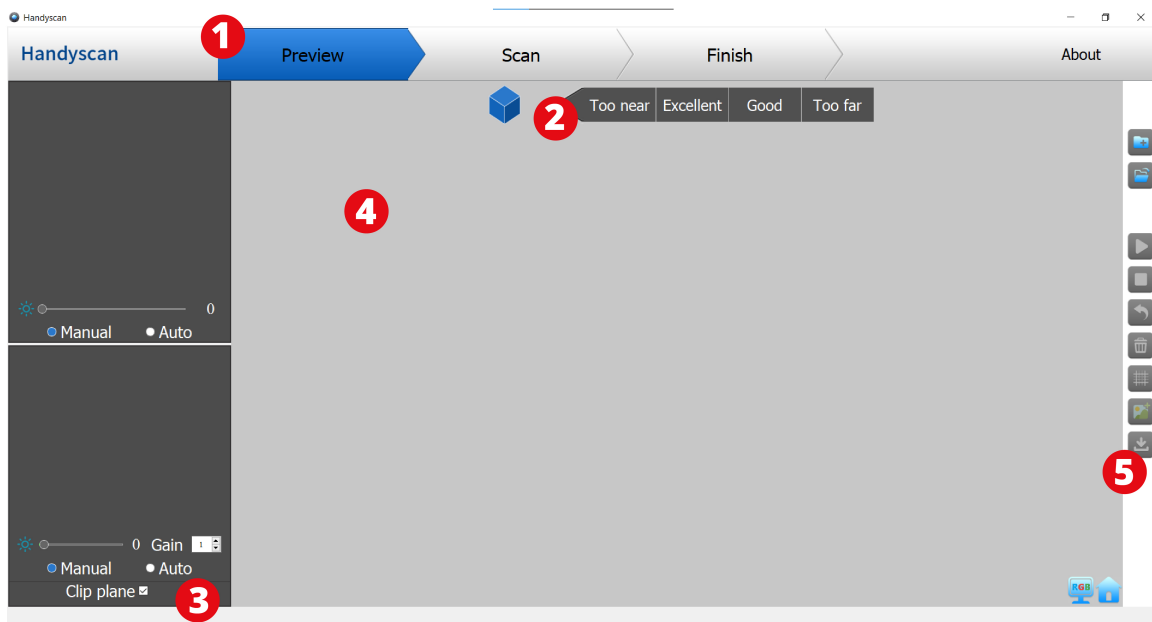 Handyscan
Handyscan 1 Preview Scan Finish About
2 Too near Excellent Good Too far
4
0
Manual Auto
5
0 Gain 1
Manual Auto
Clip plane 3
RGB